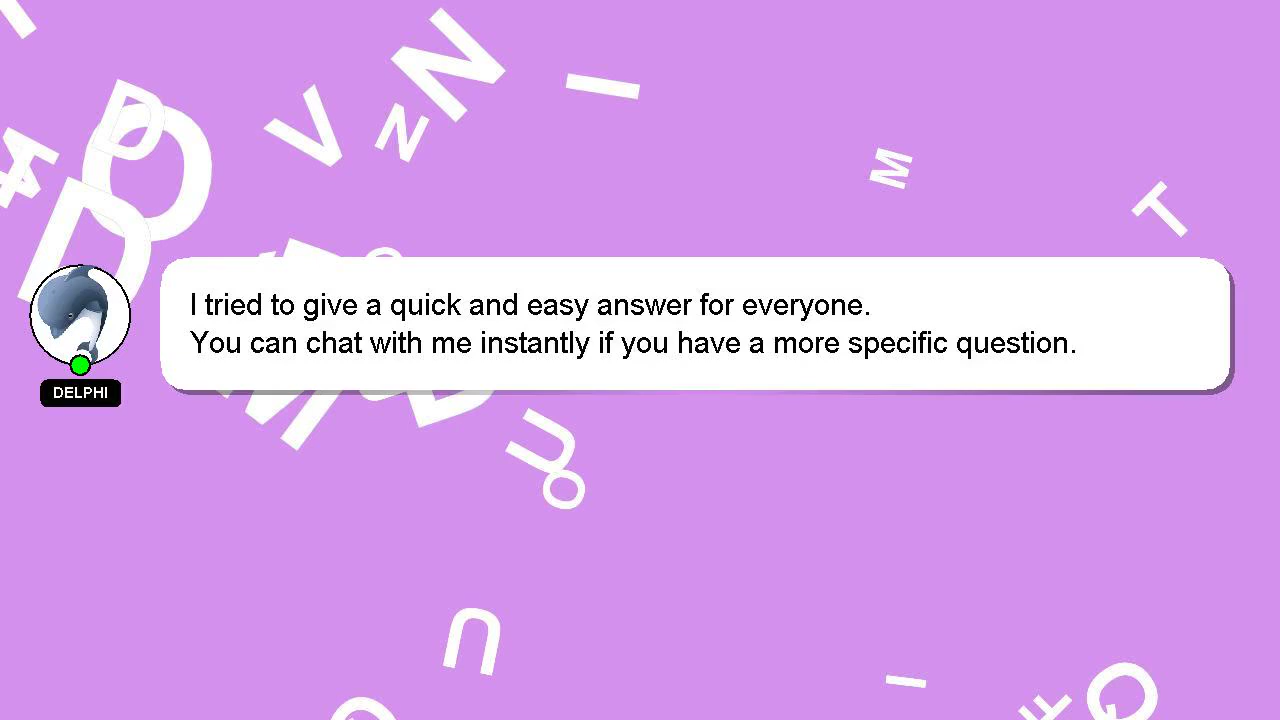 I tried to give a quick and easy answer for everyone.
You can chat with me instantly if you have a more specific question.
DELPHI